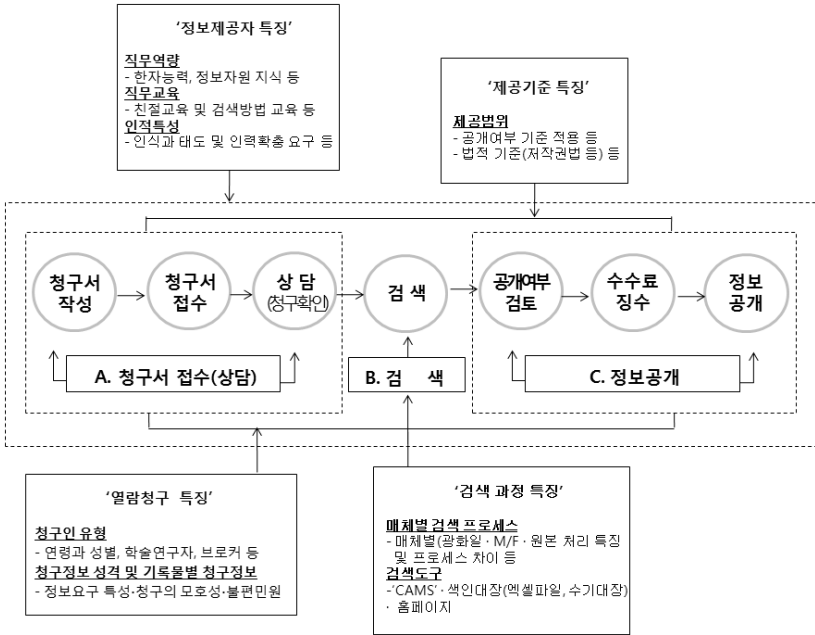 ‘정보제공자 특징’
직무역량
- 한자능력, 정보자원 지식 등
직무교육
- 친절교육 및 검색방법 교육 등
인적특성
- 인식과 태도 및 인력확충 요구 등
‘제공기준 특징’
제공범위
- 공개여부 기준 적용 등
- 법적 기준(저작권법 등) 등
청구서
작성
청구서
접수
상 담
(청구확인)
검 색
공개여부
검토
수수료
징수
정보
공개
A. 청구서 접수(상담)
B. 검 색
C. 정보공개
‘열람청구 특징’
청구인 유형
- 연령과 성별, 학술연구자, 브로커 등
청구정보 성격 및 기록물별 청구정보
- 정보요구 특성·청구의 모호성·불편민원
‘검색 과정 특징’
매체별 검색 프로세스
- 매체별(광화일 · M/F · 원본 처리 특징
및 프로세스 차이 등
검색도구
-‘CAMS’ · 색인대장(엑셀파일, 수기대장)
· 홈페이지